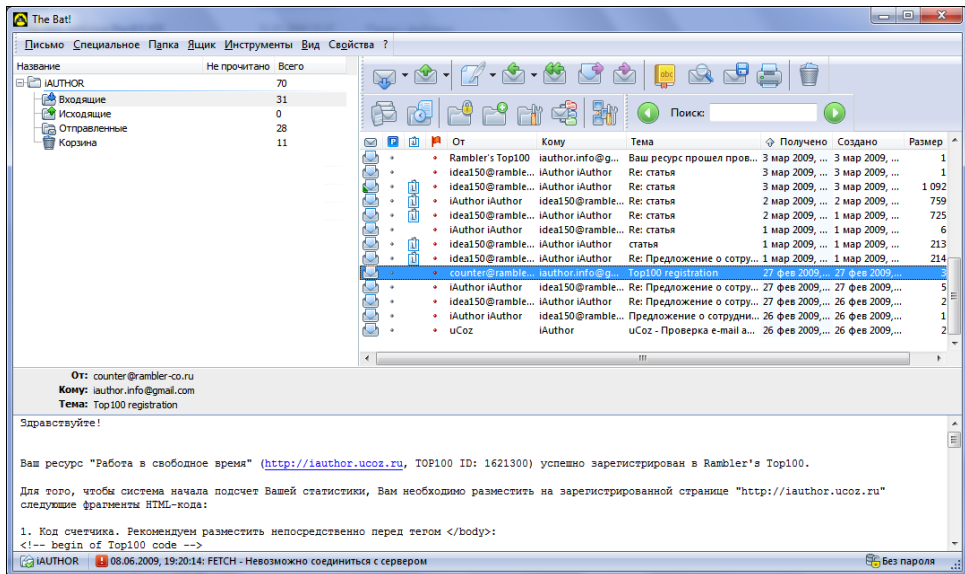 The Bat!
Письмо Специальное Папка Ящик Инструменты Вид Свойства ?
Название Не прочитано Всего
iAUTHOR 70
Входящие 31
Исходящие 0
Отправленные 28
Корзина 11
abc
Поиск:
От Кому Тема Получено Создано Размер
Rambler's Top100 iauthor.info@g... Ваш ресурс прошел пров... 3 мар 2009, ... 3 мар 2009, ... 1
idea150@ramble... iAuthor iAuthor Re: статья 3 мар 2009, ... 3 мар 2009, ... 1
idea150@ramble... iAuthor iAuthor Re: статья 3 мар 2009, ... 3 мар 2009, ... 1 092
iAuthor iAuthor idea150@ramble... Re: статья 2 мар 2009, ... 2 мар 2009, ... 759
idea150@ramble... iAuthor iAuthor Re: статья 2 мар 2009, ... 1 мар 2009, ... 725
iAuthor iAuthor idea150@ramble... Re: статья 1 мар 2009, ... 1 мар 2009, ... 6
idea150@ramble... iAuthor iAuthor статья 1 мар 2009, ... 1 мар 2009, ... 213
idea150@ramble... iAuthor iAuthor Re: Предложение о сотру... 1 мар 2009, ... 1 мар 2009, ... 214
counter@ramble... iauthor.info@g... Top100 registration 27 фев 2009,... 27 фев 2009,... 3
iAuthor iAuthor idea150@ramble... Re: Предложение о сотру... 27 фев 2009,... 27 фев 2009,... 5
idea150@ramble... iAuthor iAuthor Re: Предложение о сотру... 27 фев 2009,... 26 фев 2009,... 2
iAuthor iAuthor idea150@ramble... Предложение о сотрудни... 26 фев 2009,... 26 фев 2009,... 1
uCoz iAuthor uCoz - Проверка e-mail а... 26 фев 2009,... 26 фев 2009,... 2
От: counter@rambler-co.ru
Кому: iauthor.info@gmail.com
Тема: Top100 registration
Здравствуйте!
Ваш ресурс "Работа в свободное время" (http://iauthor.ucoz.ru, TOP100 ID: 1621300) успешно зарегистрирован в Rambler's Top100.
Для того, чтобы система начала подсчет Вашей статистики, Вам необходимо разместить на зарегистрированной странице "http://iauthor.ucoz.ru"
следующие фрагменты HTML-кода:
1. Код счетчика. Рекомендуем разместить непосредственно перед тегом </body>:
<!-- begin of Top100 code -->
iAUTHOR 08.06.2009, 19:20:14: FETCH - Невозможно соединиться с сервером Без пароля